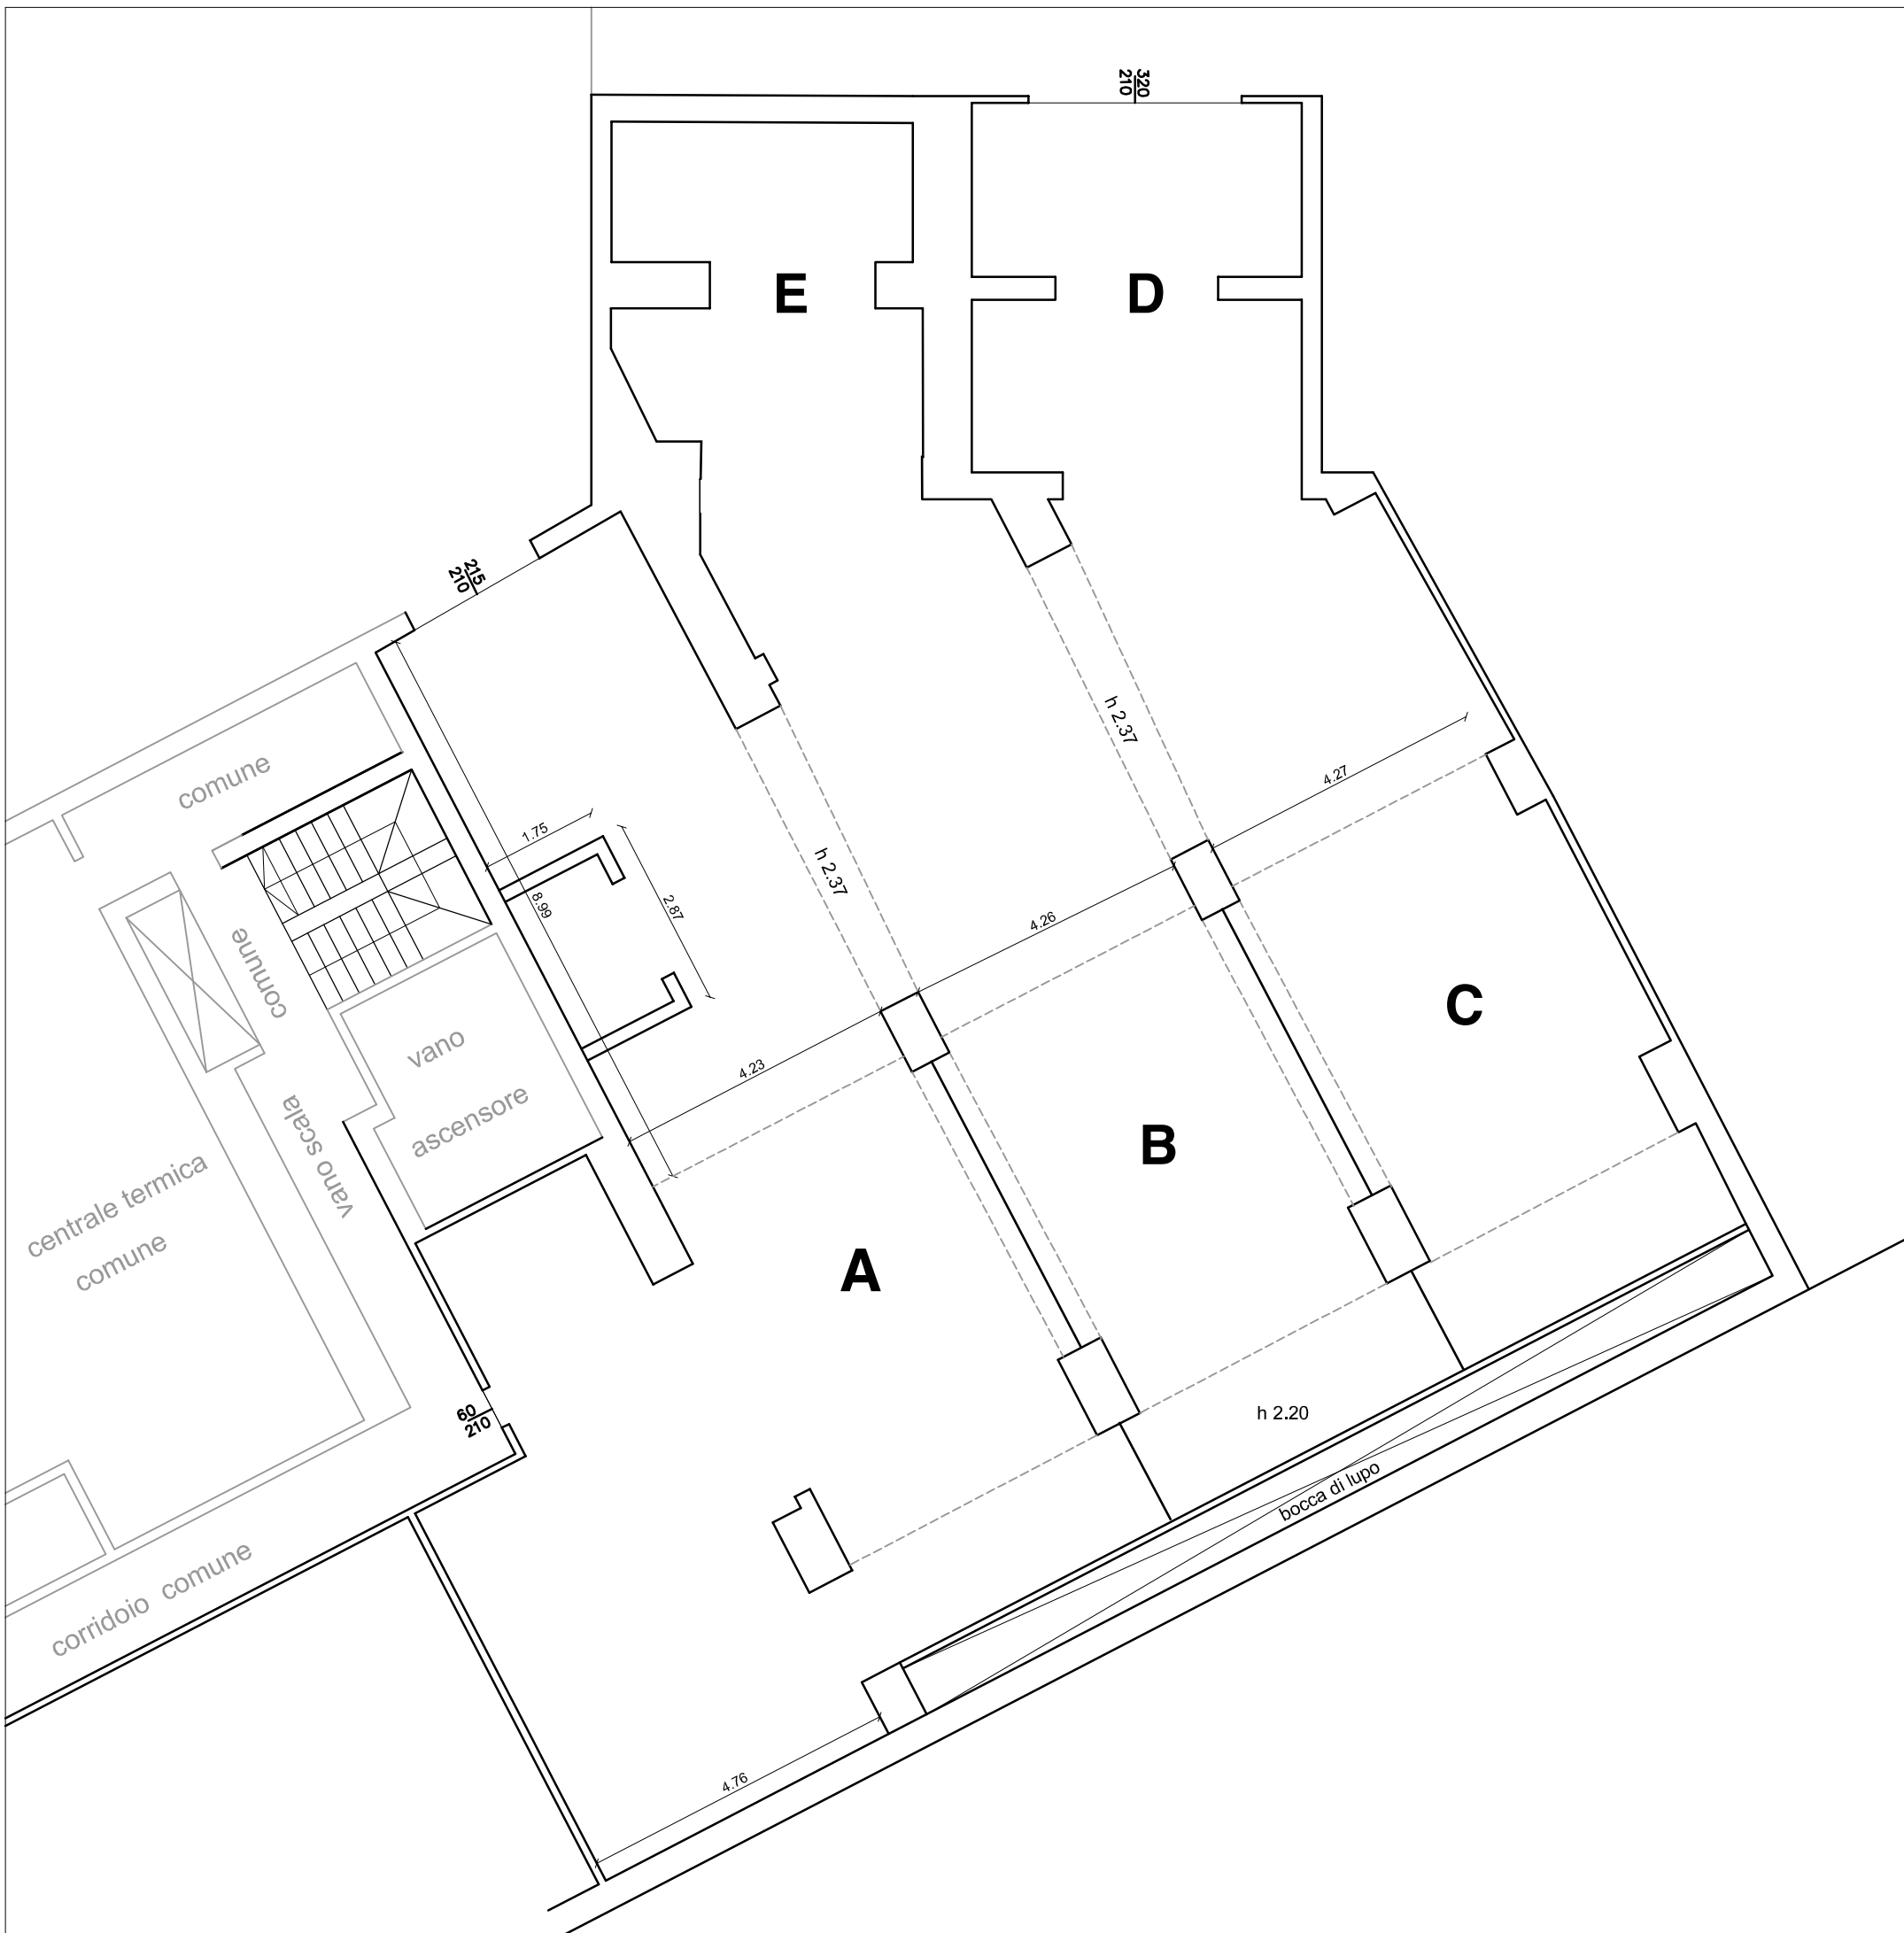 320
210
E
D
215
210
comune
h 2.37
4.27
1.75
h 2.37
8.99
2.87
4.26
comune
vano
ascensore
C
4.23
vano scala
B
centrale termica
comune
A
60
210
h 2.20
bocca di lupo
corridoio comune
4.76